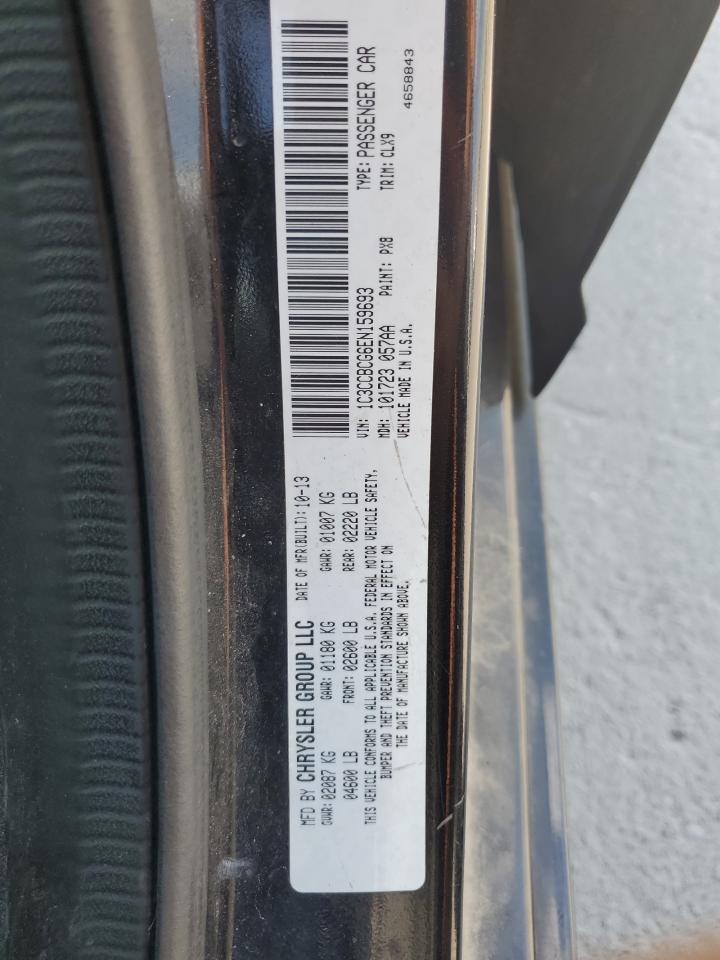 MFD BY CHRYSLER GROUP LLC DATE OF MFR(BUILT): 10-13
GVWR: 02087 KG GAWR: 01180 KG GAWR: 01007 KG
04600 LB FRONT: 02600 LB REAR: 02220 LB
THIS VEHICLE CONFORMS TO ALL APPLICABLE U.S.A. FEDERAL MOTOR VEHICLE SAFETY,
BUMPER AND THEFT PREVENTION STANDARDS IN EFFECT ON
THE DATE OF MANUFACTURE SHOWN ABOVE.
VIN: 1C3CCBCG6EN159693 TYPE: PASSENGER CAR
MDH: 101723 057AA PAINT: PX8 TRIM: CLX9
VEHICLE MADE IN U.S.A.
4658843